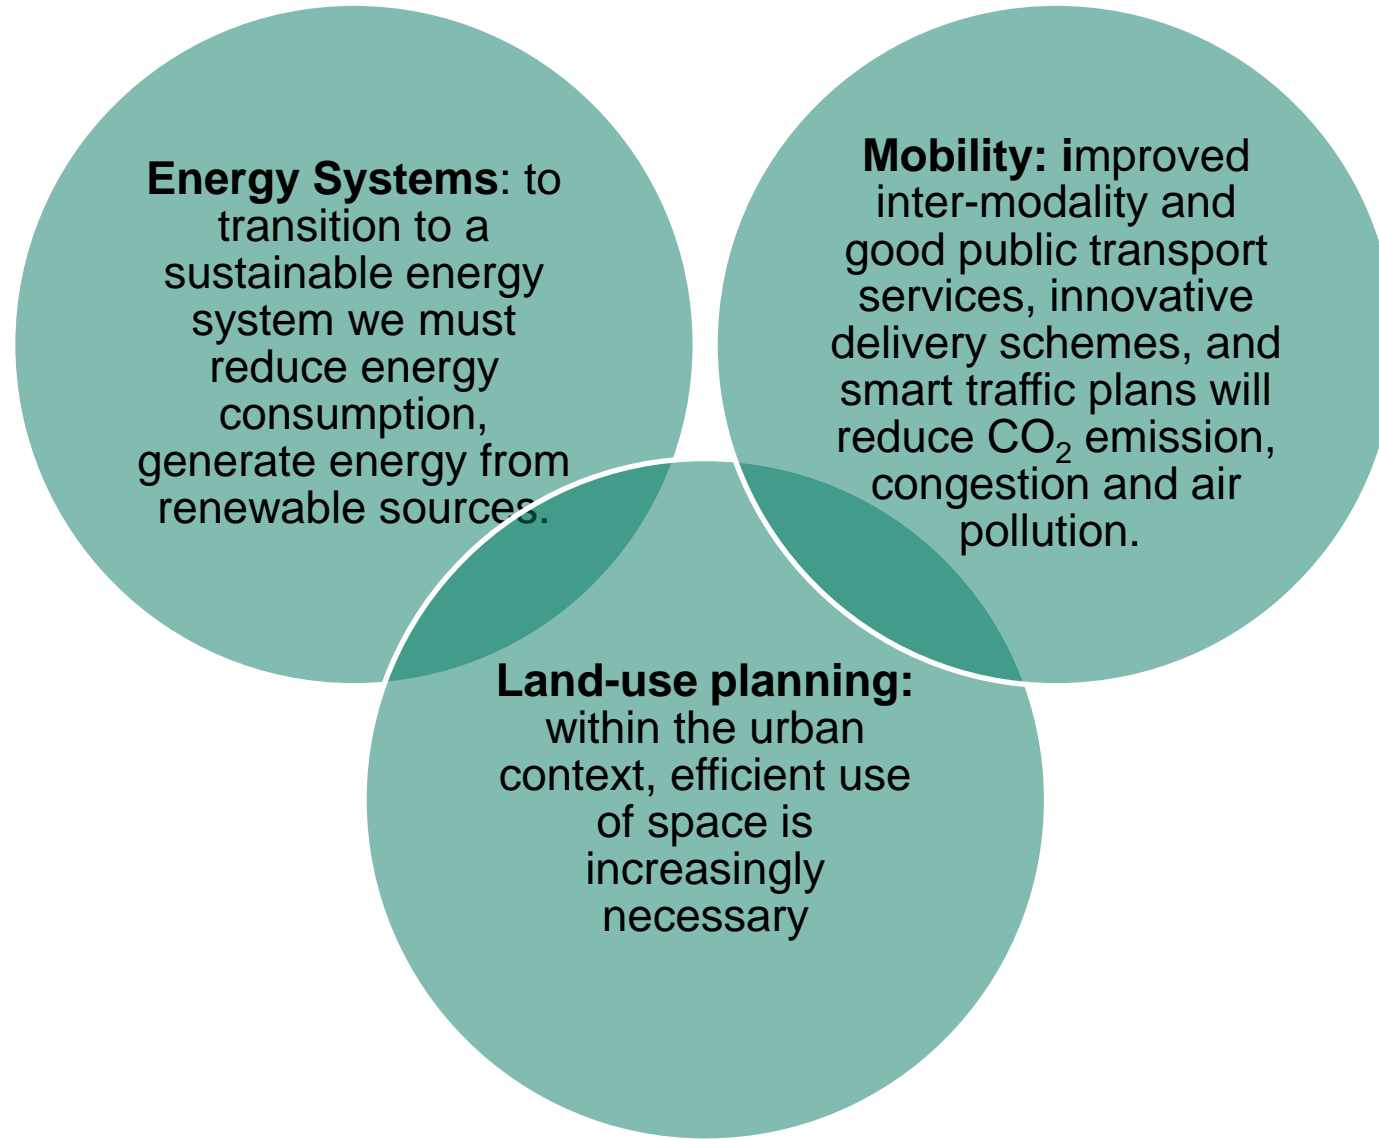 Energy Systems: to
transition to a
sustainable energy
system we must
reduce energy
consumption,
generate energy from
renewable sources.
Mobility: improved
inter-modality and
good public transport
services, innovative
delivery schemes, and
smart traffic plans will
reduce CO₂ emission,
congestion and air
pollution.
Land-use planning:
within the urban
context, efficient use
of space is
increasingly
necessary